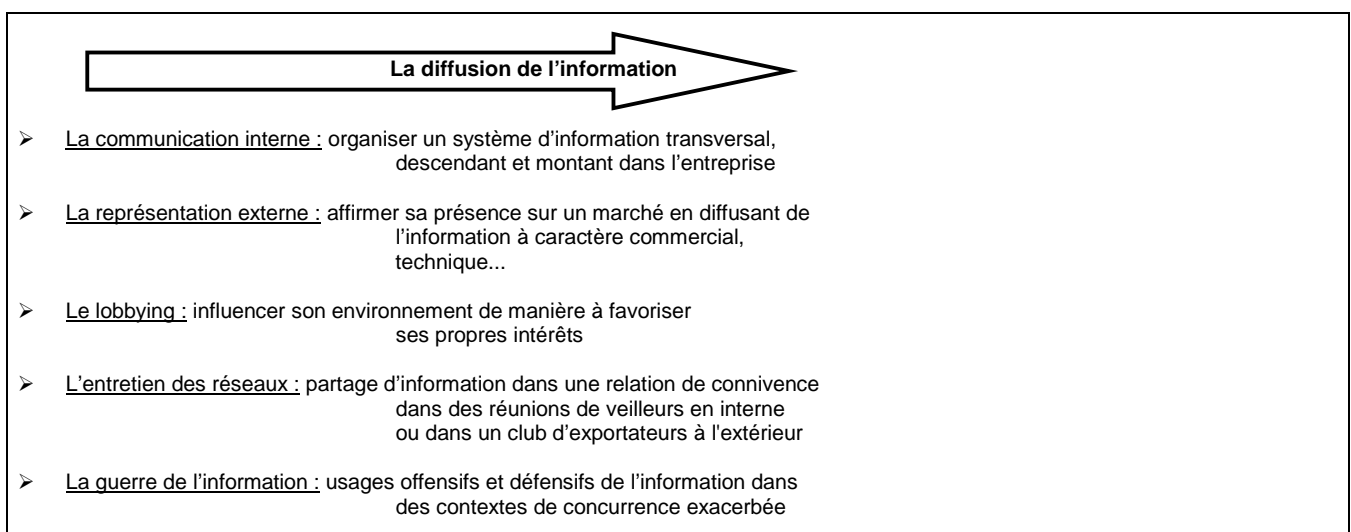 La diffusion de l’information
➢ La communication interne : organiser un système d’information transversal,
descendant et montant dans l’entreprise
➢ La représentation externe : affirmer sa présence sur un marché en diffusant de
l’information à caractère commercial,
technique...
➢ Le lobbying : influencer son environnement de manière à favoriser
ses propres intérêts
➢ L’entretien des réseaux : partage d’information dans une relation de connivence
dans des réunions de veilleurs en interne
ou dans un club d’exportateurs à l'extérieur
➢ La guerre de l’information : usages offensifs et défensifs de l’information dans
des contextes de concurrence exacerbée